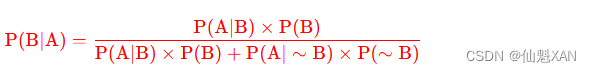 P(B|A) = P(A|B) × P(B) / P(A|B) × P(B) + P(A| ∼ B) × P(∼ B)
CSDN @仙魁XAN